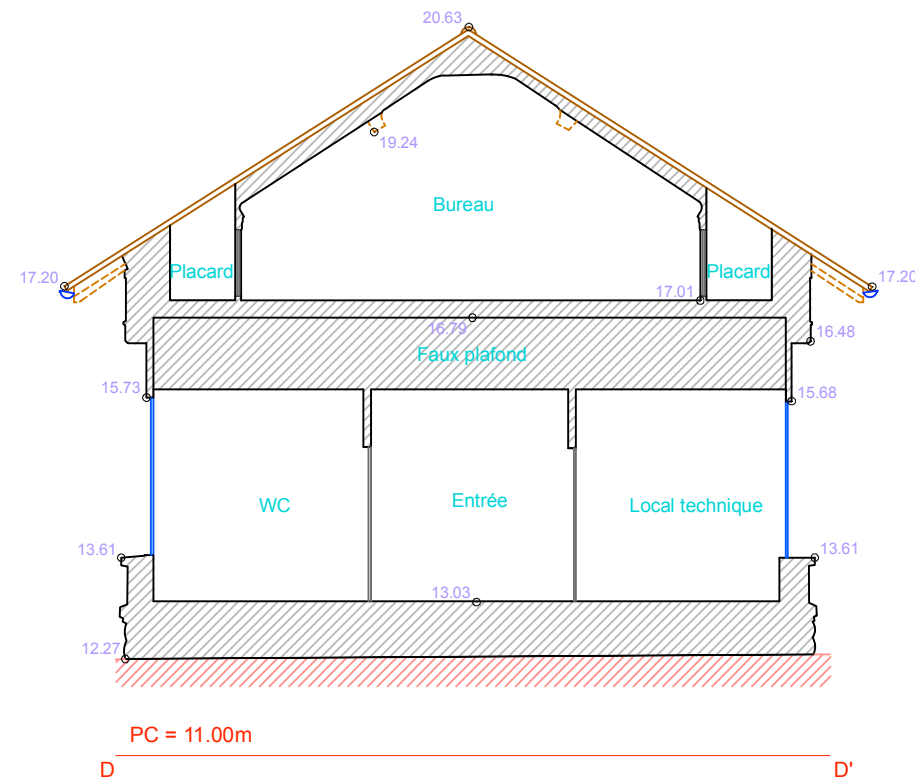 20.63
19.24
Bureau
17.20
Placard
Placard
17.20
17.01
16.79
16.48
Faux plafond
15.73
15.68
WC
Entrée
Local technique
13.61
13.61
13.03
12.27
PC = 11.00m
D
D'